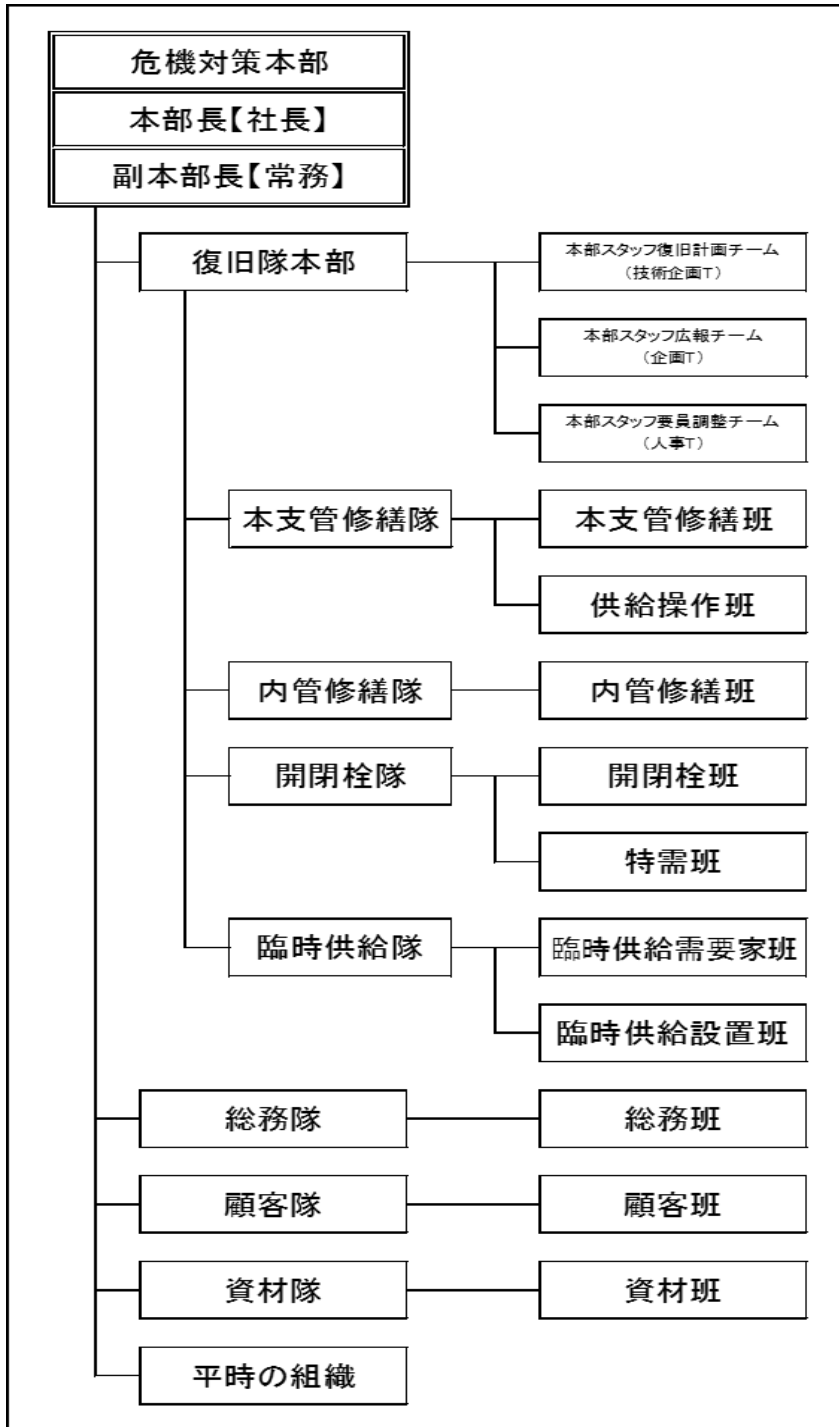 危機対策本部
本部長【社長】
副本部長【常務】
復旧隊本部
本部スタッフ復旧計画チーム
(技術企画T)
本部スタッフ広報チーム
(企画T)
本部スタッフ要員調整チーム
(人事T)
本支管修繕隊
本支管修繕班
供給操作班
内管修繕隊
内管修繕班
開閉栓隊
開閉栓班
特需班
臨時供給隊
臨時供給需要家班
臨時供給設置班
総務隊
総務班
顧客隊
顧客班
資材隊
資材班
平時の組織